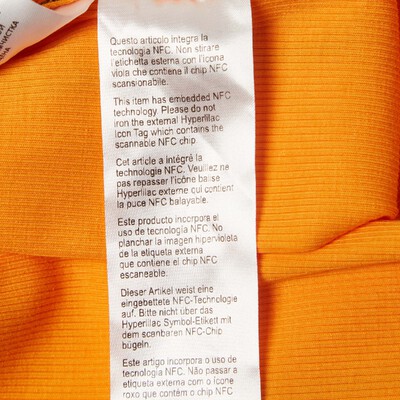 ЧИСТКА
Questo articolo integra la
tecnologia NFC. Non stirare
l'etichetta esterna con l'icona
viola che contiene il chip NFC
scansionabile.
This item has embedded NFC
technology. Please do not
iron the external Hyperlilac
Icon Tag which contains the
scannable NFC chip.
Cet article a intégré la
technologie NFC. Veuillez ne
pas repasser l'icône balise
Hyperlilac externe qui contient
la puce NFC balayable.
Este producto incorpora el
uso de tecnología NFC. No
planchar la imagen hipervioleta
de la etiqueta externa
que contiene el chip NFC
escaneable.
Dieser Artikel weist eine
eingebettete NFC-Technologie
auf. Bitte nicht über das
Hyperlilac Symbol-Etikett mit
dem scanbaren NFC-Chip
bügeln.
Este artigo incorpora o uso de
tecnologia NFC. Não passar a
etiqueta externa com o ícone
roxo que contém o chip NFC